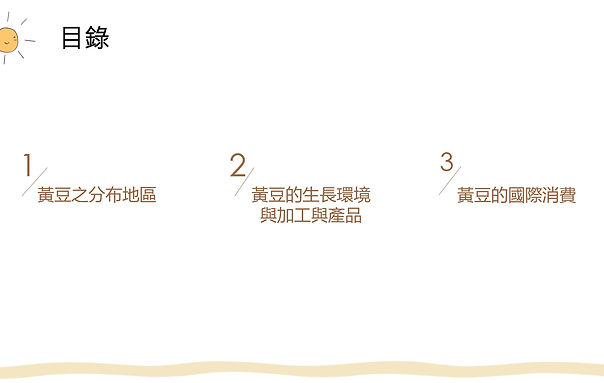 目錄
1
黃豆之分布地區
2
黃豆的生長環境
與加工與產品
3
黃豆的國際消費